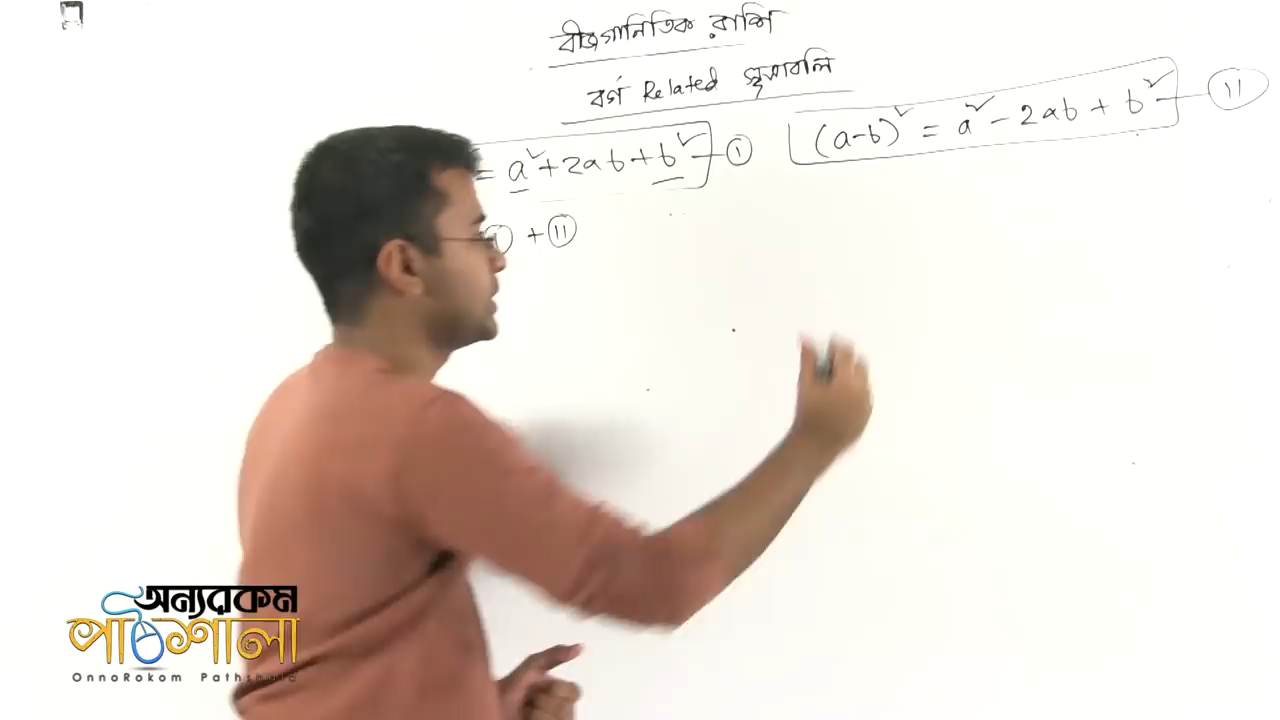 বীজগানিতিক রাশি
বর্গ Related সূত্রাবলি
= a² + 2ab + b² — (i)
(a-b)² = a² - 2ab + b² — (ii)
+ (ii)
অন্যরকম
পাঠশালা
OnnoRokom Pathshala